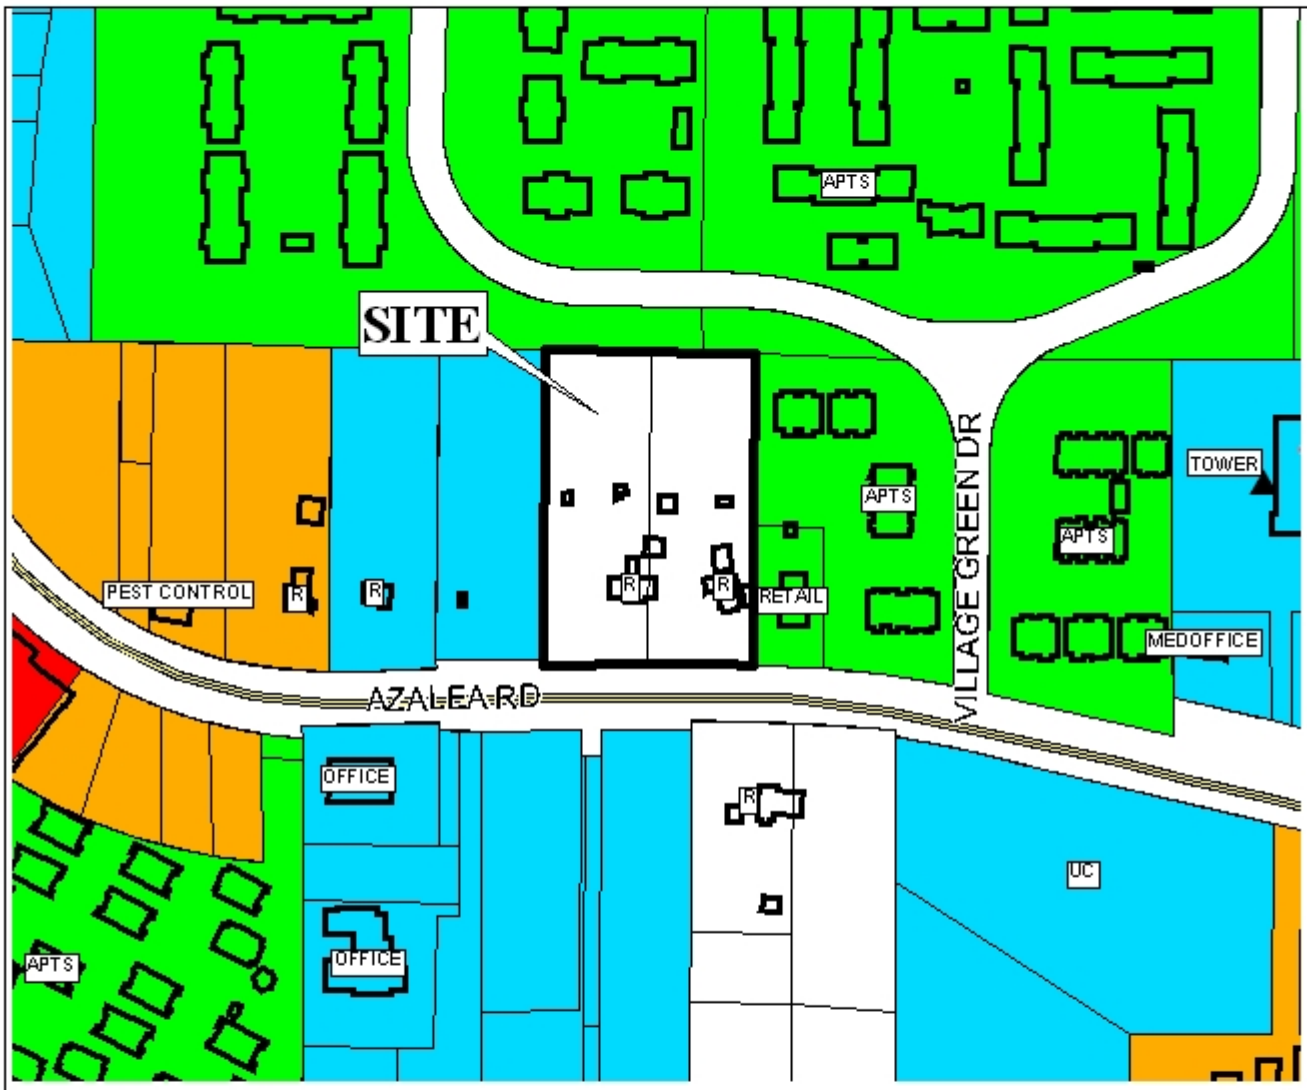 APTS
SITE
TOWER
APTS
VILLAGE GREEN DR
APTS
PEST CONTROL
R
R
R
R
RETAIL
MEDOFFICE
AZALEA RD
OFFICE
R
UC
OFFICE
APTS